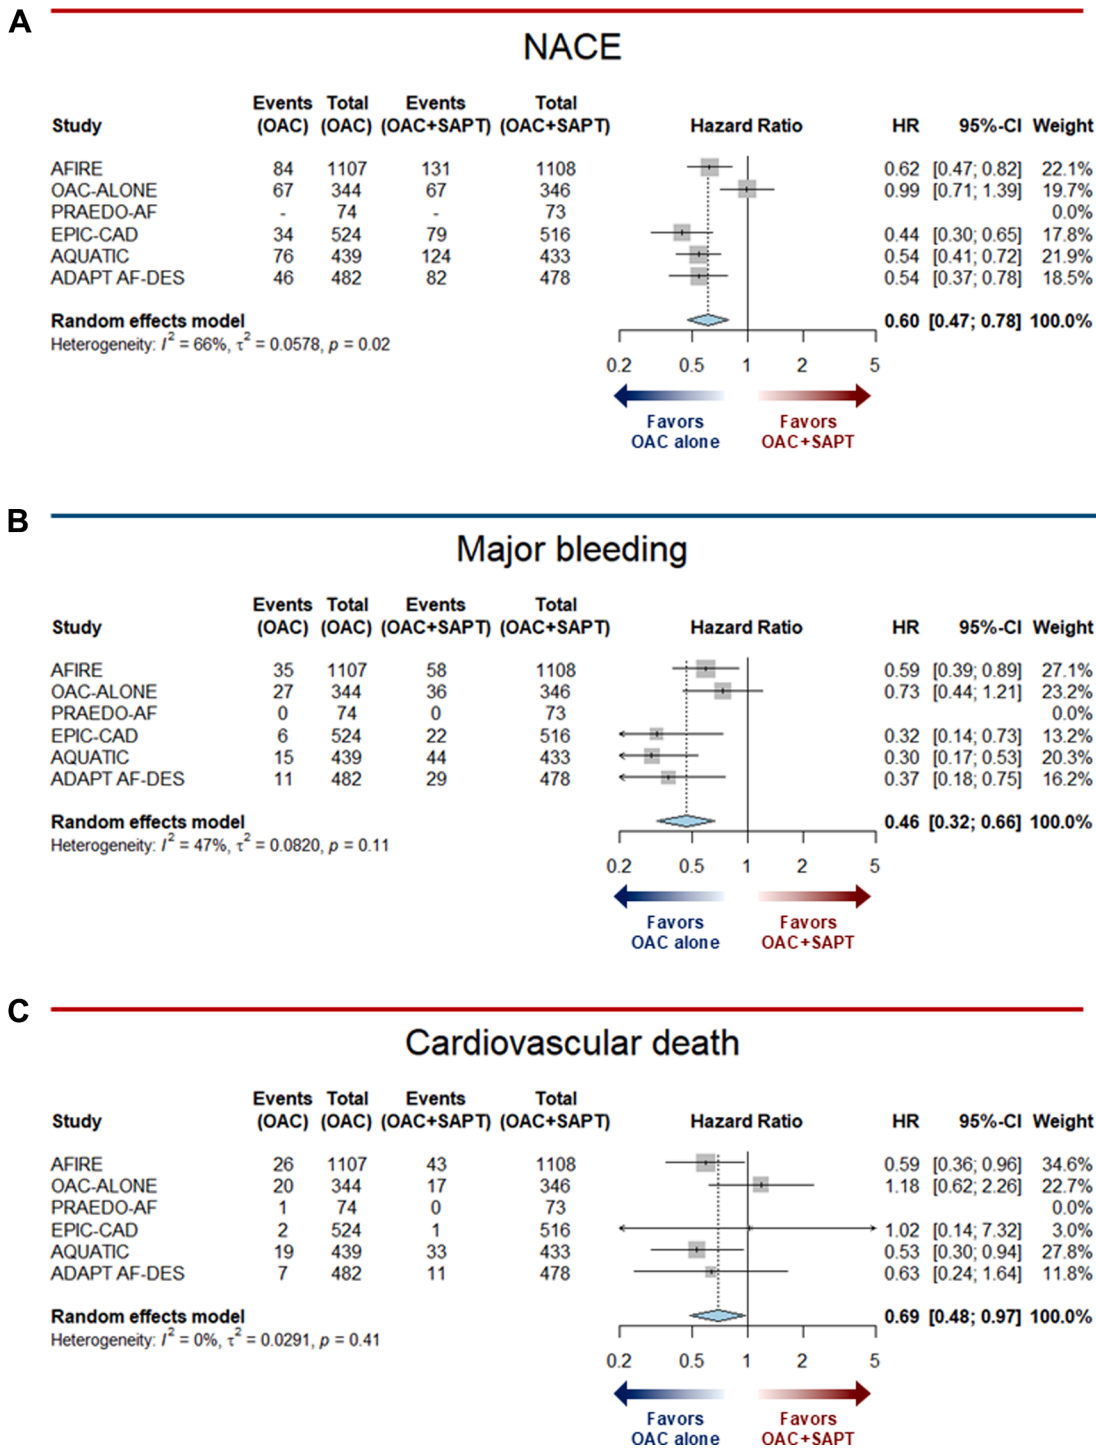 A
NACE
Events Total Events Total
Study (OAC) (OAC) (OAC+SAPT) (OAC+SAPT) Hazard Ratio HR 95%-CI Weight
AFIRE 84 1107 131 1108 0.62 [0.47; 0.82] 22.1%
OAC-ALONE 67 344 67 346 0.99 [0.71; 1.39] 19.7%
PRAEDO-AF - 74 - 73 0.0%
EPIC-CAD 34 524 79 516 0.44 [0.30; 0.65] 17.8%
AQUATIC 76 439 124 433 0.54 [0.41; 0.72] 21.9%
ADAPT AF-DES 46 482 82 478 0.54 [0.37; 0.78] 18.5%
Random effects model 0.60 [0.47; 0.78] 100.0%
Heterogeneity: I² = 66%, τ² = 0.0578, p = 0.02
0.2 0.5 1 2 5
Favors Favors
OAC alone OAC+SAPT
B
Major bleeding
Events Total Events Total
Study (OAC) (OAC) (OAC+SAPT) (OAC+SAPT) Hazard Ratio HR 95%-CI Weight
AFIRE 35 1107 58 1108 0.59 [0.39; 0.89] 27.1%
OAC-ALONE 27 344 36 346 0.73 [0.44; 1.21] 23.2%
PRAEDO-AF 0 74 0 73 0.0%
EPIC-CAD 6 524 22 516 0.32 [0.14; 0.73] 13.2%
AQUATIC 15 439 44 433 0.30 [0.17; 0.53] 20.3%
ADAPT AF-DES 11 482 29 478 0.37 [0.18; 0.75] 16.2%
Random effects model 0.46 [0.32; 0.66] 100.0%
Heterogeneity: I² = 47%, τ² = 0.0820, p = 0.11
0.2 0.5 1 2 5
Favors Favors
OAC alone OAC+SAPT
C
Cardiovascular death
Events Total Events Total
Study (OAC) (OAC) (OAC+SAPT) (OAC+SAPT) Hazard Ratio HR 95%-CI Weight
AFIRE 26 1107 43 1108 0.59 [0.36; 0.96] 34.6%
OAC-ALONE 20 344 17 346 1.18 [0.62; 2.26] 22.7%
PRAEDO-AF 1 74 0 73 0.0%
EPIC-CAD 2 524 1 516 1.02 [0.14; 7.32] 3.0%
AQUATIC 19 439 33 433 0.53 [0.30; 0.94] 27.8%
ADAPT AF-DES 7 482 11 478 0.63 [0.24; 1.64] 11.8%
Random effects model 0.69 [0.48; 0.97] 100.0%
Heterogeneity: I² = 0%, τ² = 0.0291, p = 0.41
0.2 0.5 1 2 5
Favors Favors
OAC alone OAC+SAPT